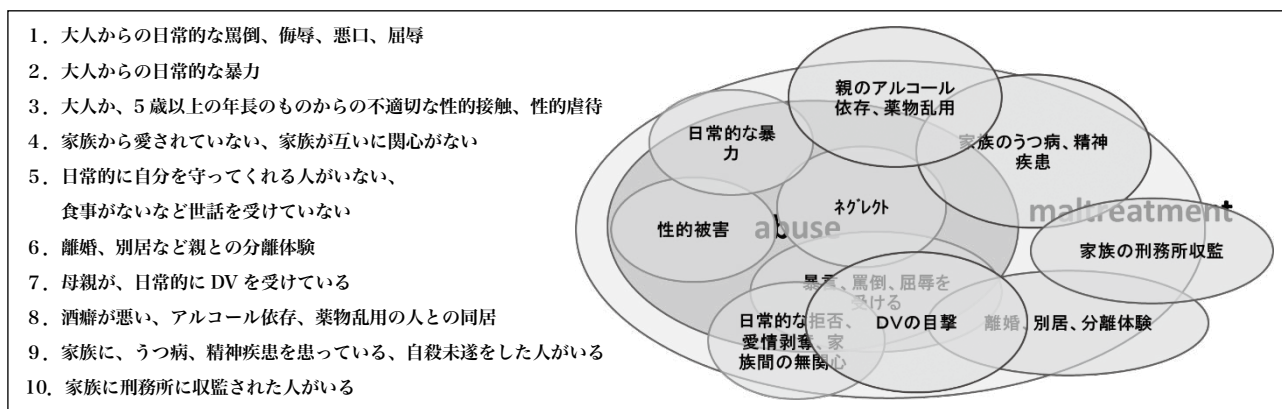 1．大人からの日常的な罵倒、侮辱、悪口、屈辱
2．大人からの日常的な暴力
3．大人か、5 歳以上の年長のものからの不適切な性的接触、性的虐待
4．家族から愛されていない、家族が互いに関心がない
5．日常的に自分を守ってくれる人がいない、
食事がないなど世話を受けていない
6．離婚、別居など親との分離体験
7．母親が、日常的に DV を受けている
8．酒癖が悪い、アルコール依存、薬物乱用の人との同居
9．家族に、うつ病、精神疾患を患っている、自殺未遂をした人がいる
10．家族に刑務所に収監された人がいる
親のアルコール
依存、薬物乱用
日常的な暴
力
家族のうつ病、精神
疾患
ネグレクト
性的被害
abuse
maltreatment
家族の刑務所収監
暴言、罵倒、屈辱を
受ける
日常的な拒否、
愛情剥奪、家
族間の無関心
DVの目撃
離婚、別居、分離体験